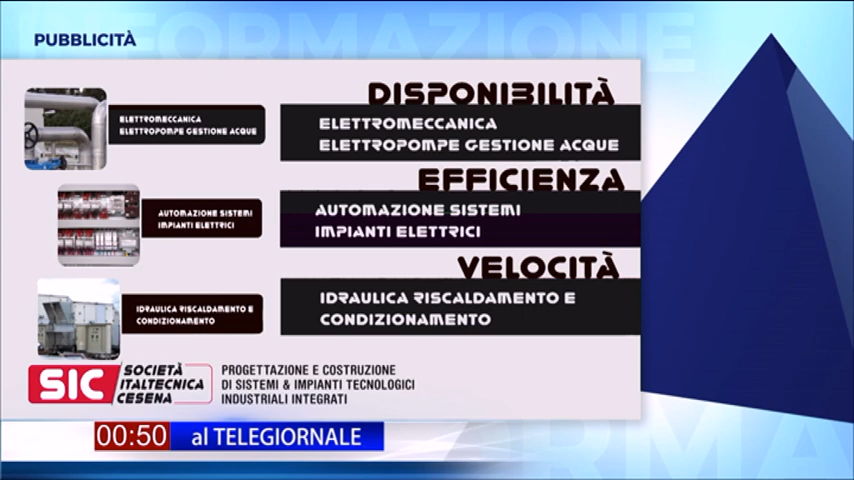 INFORMAZIONE
PUBBLICITÀ
DISPONIBILITÀ
ELETTROMECCANICA
ELETTROPOMPE GESTIONE ACQUE
ELETTROMECCANICA
ELETTROPOMPE GESTIONE ACQUE
EFFICIENZA
AUTOMAZIONE SISTEMI
IMPIANTI ELETTRICI
AUTOMAZIONE SISTEMI
IMPIANTI ELETTRICI
VELOCITÀ
IDRAULICA RISCALDAMENTO E
CONDIZIONAMENTO
IDRAULICA RISCALDAMENTO E
CONDIZIONAMENTO
SIC
SOCIETÀ
ITALTECNICA
CESENA
PROGETTAZIONE E COSTRUZIONE
DI SISTEMI & IMPIANTI TECNOLOGICI
INDUSTRIALI INTEGRATI
00:50 al TELEGIORNALE